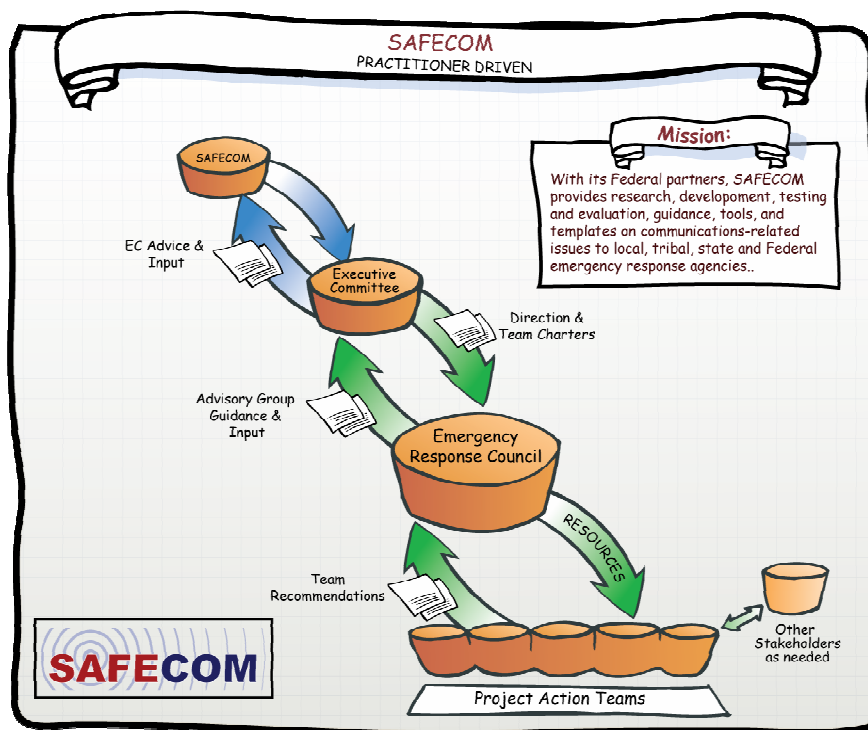 SAFECOM
PRACTITIONER DRIVEN
Mission:
With its Federal partners, SAFECOM
provides research, developoment, testing
and evaluation, guidance, tools, and
templates on communications-related
issues to local, tribal, state and Federal
emergency response agencies..
SAFECOM
EC Advice &
Input
Executive
Committee
Direction &
Team Charters
Advisory Group
Guidance &
Input
Emergency
Response Council
RESOURCES
Team
Recommendations
Other
Stakeholders
as needed
Project Action Teams
SAFECOM